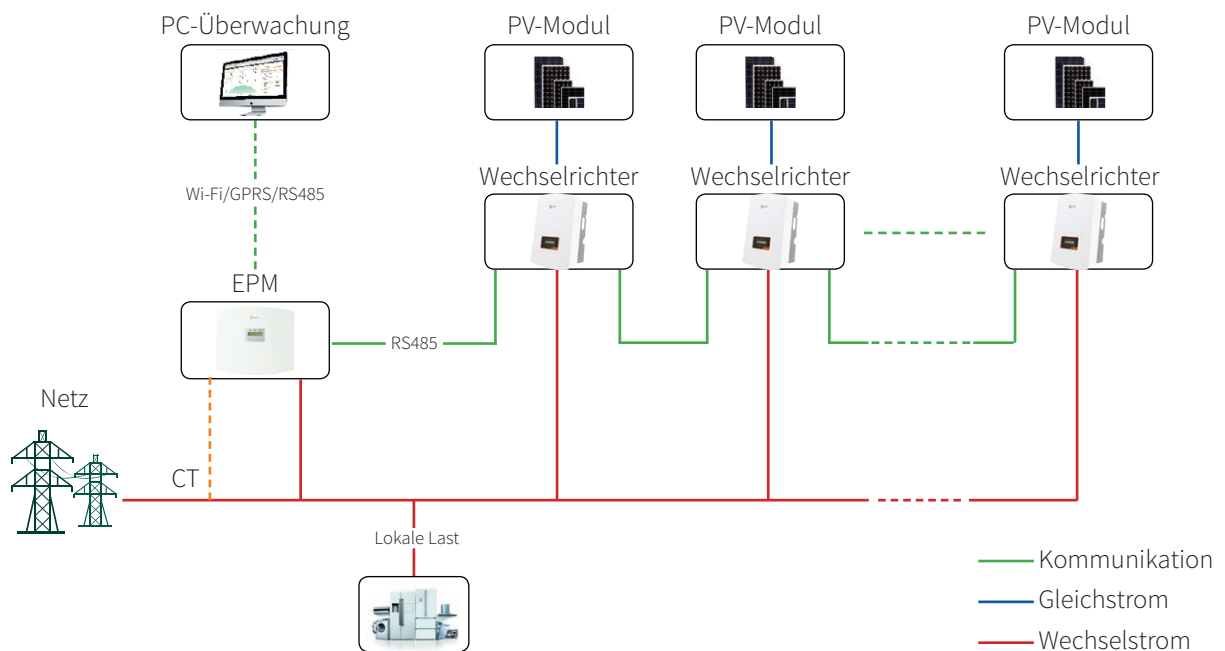 PC-Überwachung
PV-Modul
PV-Modul
PV-Modul
Wi-Fi/GPRS/RS485
Wechselrichter
Wechselrichter
Wechselrichter
EPM
RS485
Netz
CT
Lokale Last
Kommunikation
Gleichstrom
Wechselstrom